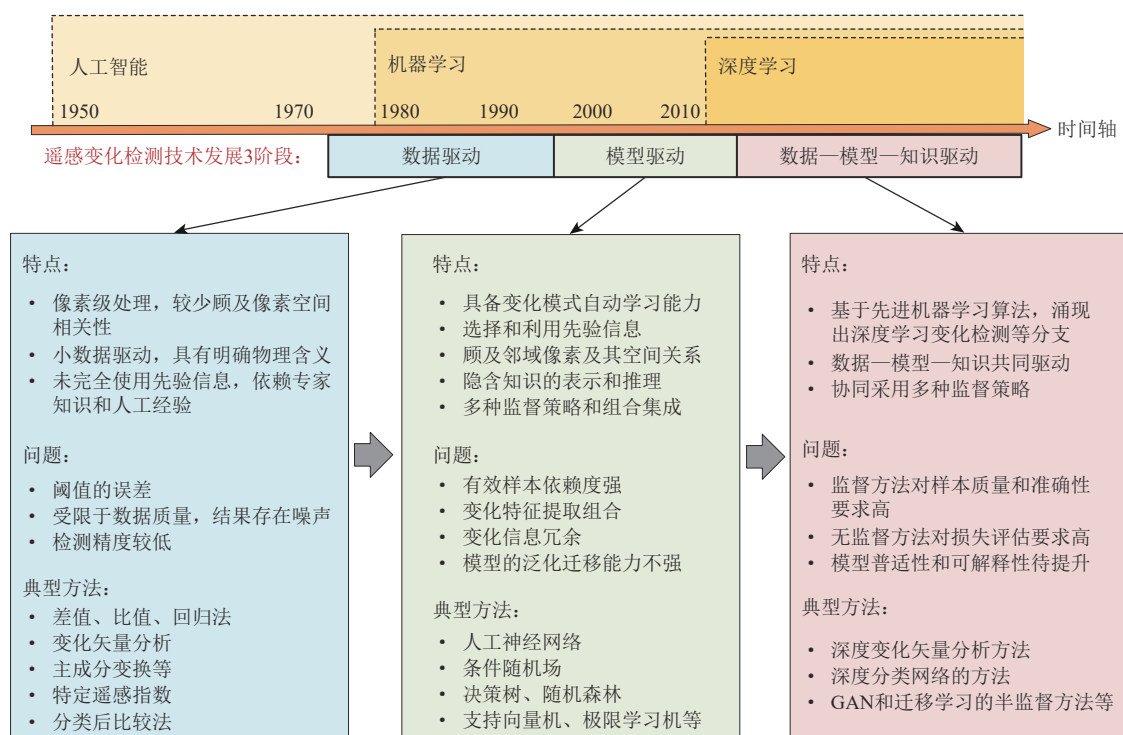 人工智能
机器学习
深度学习
1950
1970
1980
1990
2000
2010
时间轴
遥感变化检测技术发展3阶段：
数据驱动
模型驱动
数据—模型—知识驱动
特点：
• 像素级处理，较少顾及像素空间
相关性
• 小数据驱动，具有明确物理含义
• 未完全使用先验信息，依赖专家
知识和人工经验
问题：
• 阈值的误差
• 受限于数据质量，结果存在噪声
• 检测精度较低
典型方法：
• 差值、比值、回归法
• 变化矢量分析
• 主成分变换等
• 特定遥感指数
• 分类后比较法
特点：
• 具备变化模式自动学习能力
• 选择和利用先验信息
• 顾及邻域像素及其空间关系
• 隐含知识的表示和推理
• 多种监督策略和组合集成
问题：
• 有效样本依赖度强
• 变化特征提取组合
• 变化信息冗余
• 模型的泛化迁移能力不强
典型方法：
• 人工神经网络
• 条件随机场
• 决策树、随机森林
• 支持向量机、极限学习机等
特点：
• 基于先进机器学习算法，涌现
出深度学习变化检测等分支
• 数据—模型—知识共同驱动
• 协同采用多种监督策略
问题：
• 监督方法对样本质量和准确性
要求高
• 无监督方法对损失评估要求高
• 模型普适性和可解释性待提升
典型方法：
• 深度变化矢量分析方法
• 深度分类网络的方法
• GAN和迁移学习的半监督方法等